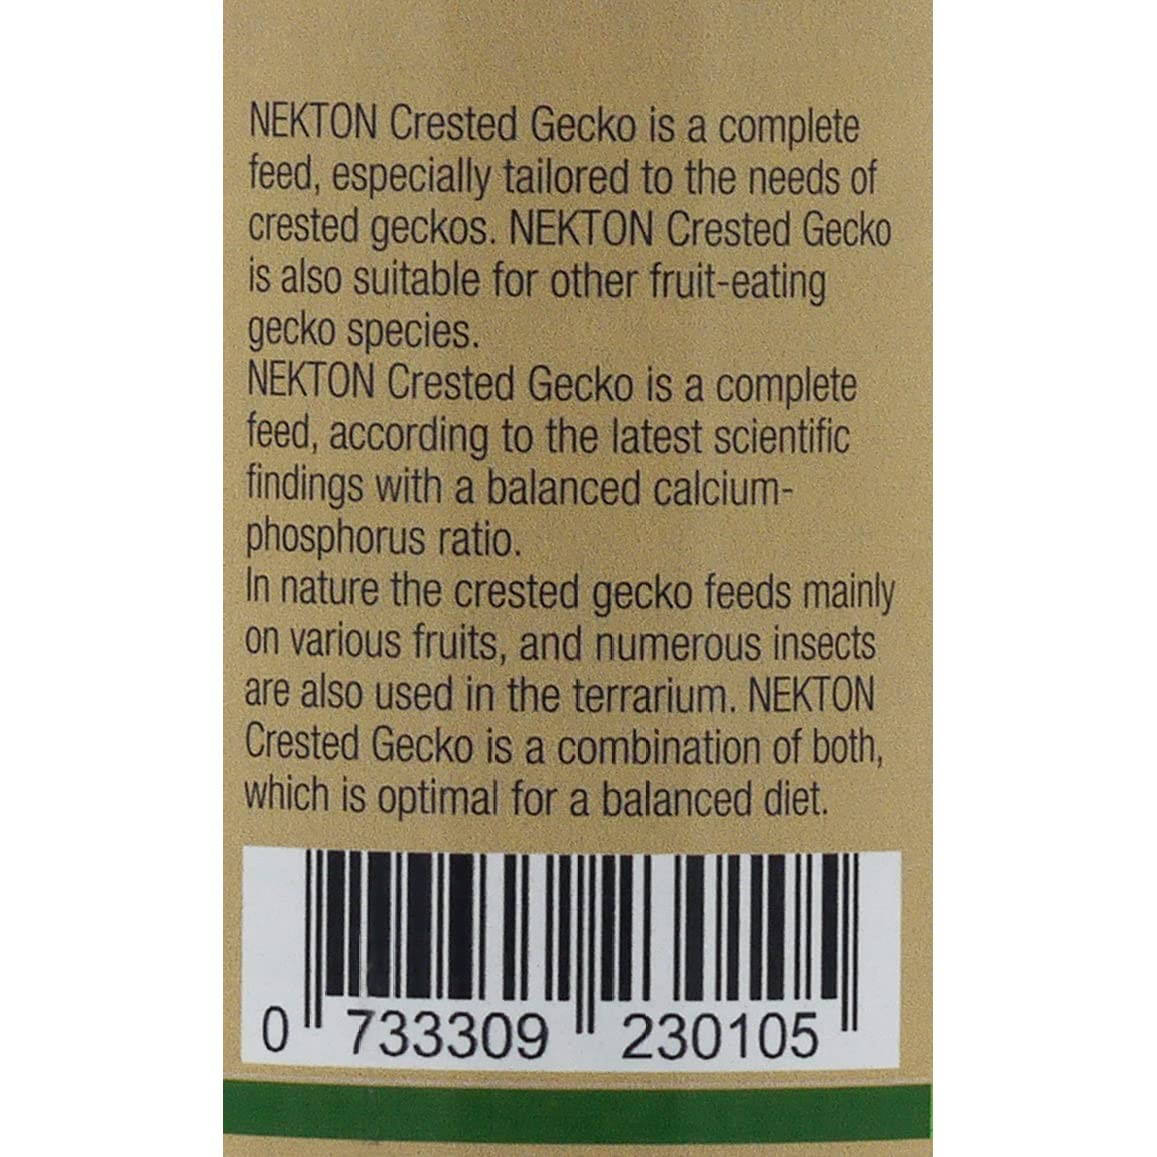 NEKTON Crested Gecko is a complete
feed, especially tailored to the needs of
crested geckos. NEKTON Crested Gecko
is also suitable for other fruit-eating
gecko species.
NEKTON Crested Gecko is a complete
feed, according to the latest scientific
findings with a balanced calcium-
phosphorus ratio.
In nature the crested gecko feeds mainly
on various fruits, and numerous insects
are also used in the terrarium. NEKTON
Crested Gecko is a combination of both,
which is optimal for a balanced diet.
0 733309 230105